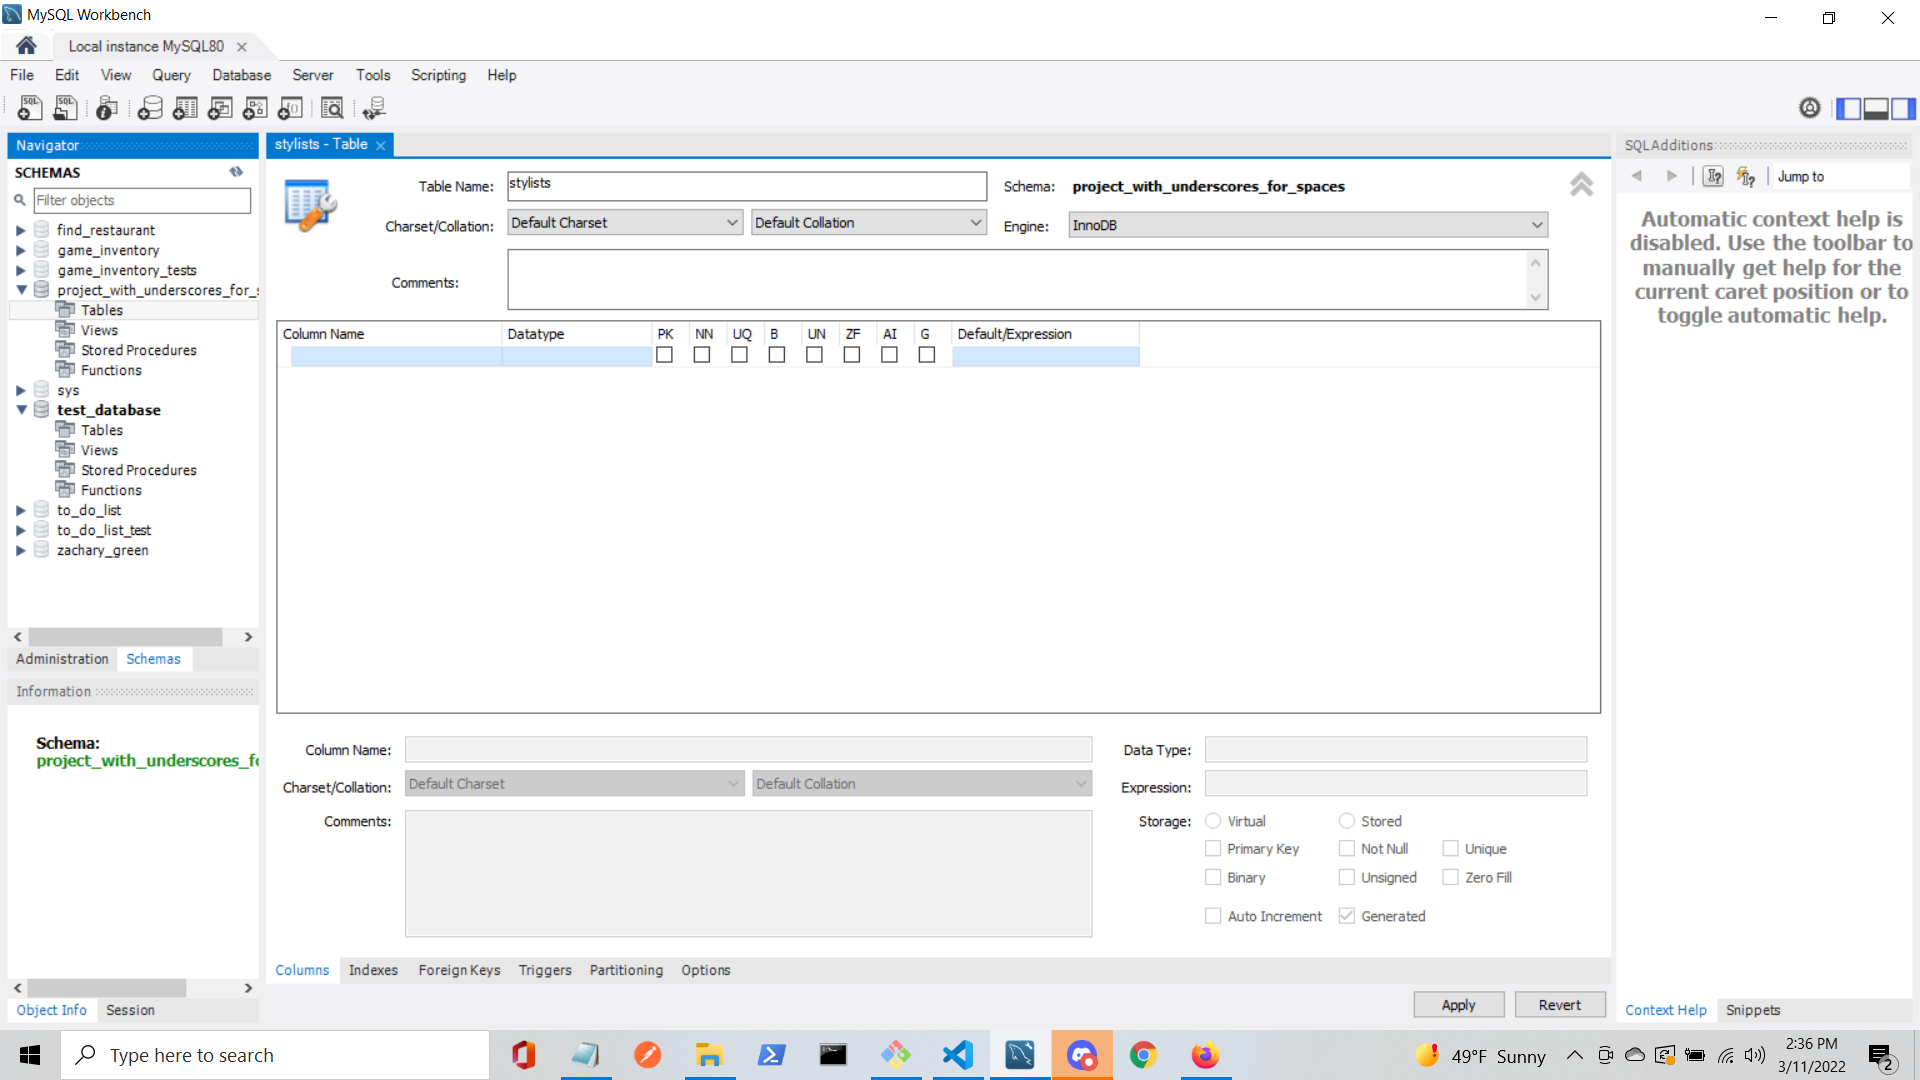 MySQL Workbench
Local instance MySQL80
File Edit View Query Database Server Tools Scripting Help
Navigator
SCHEMAS
Filter objects
find_restaurant
game_inventory
game_inventory_tests
project_with_underscores_for_
Tables
Views
Stored Procedures
Functions
sys
test_database
Tables
Views
Stored Procedures
Functions
to_do_list
to_do_list_test
zachary_green
Administration Schemas
Information
Schema:
project_with_underscores_fo
Object Info Session
stylists - Table
Table Name: stylists Schema: project_with_underscores_for_spaces
Charset/Collation: Default Charset Default Collation Engine: InnoDB
Comments:
Column Name Datatype PK NN UQ B UN ZF AI G Default/Expression
Column Name: Data Type:
Charset/Collation: Default Charset Default Collation Expression:
Comments: Storage: Virtual Stored
Primary Key Not Null Unique
Binary Unsigned Zero Fill
Auto Increment Generated
Columns Indexes Foreign Keys Triggers Partitioning Options
Apply Revert
SQLAdditions
Jump to
Automatic context help is
disabled. Use the toolbar to
manually get help for the
current caret position or to
toggle automatic help.
Context Help Snippets
Type here to search
49°F Sunny
2:36 PM
3/11/2022
2